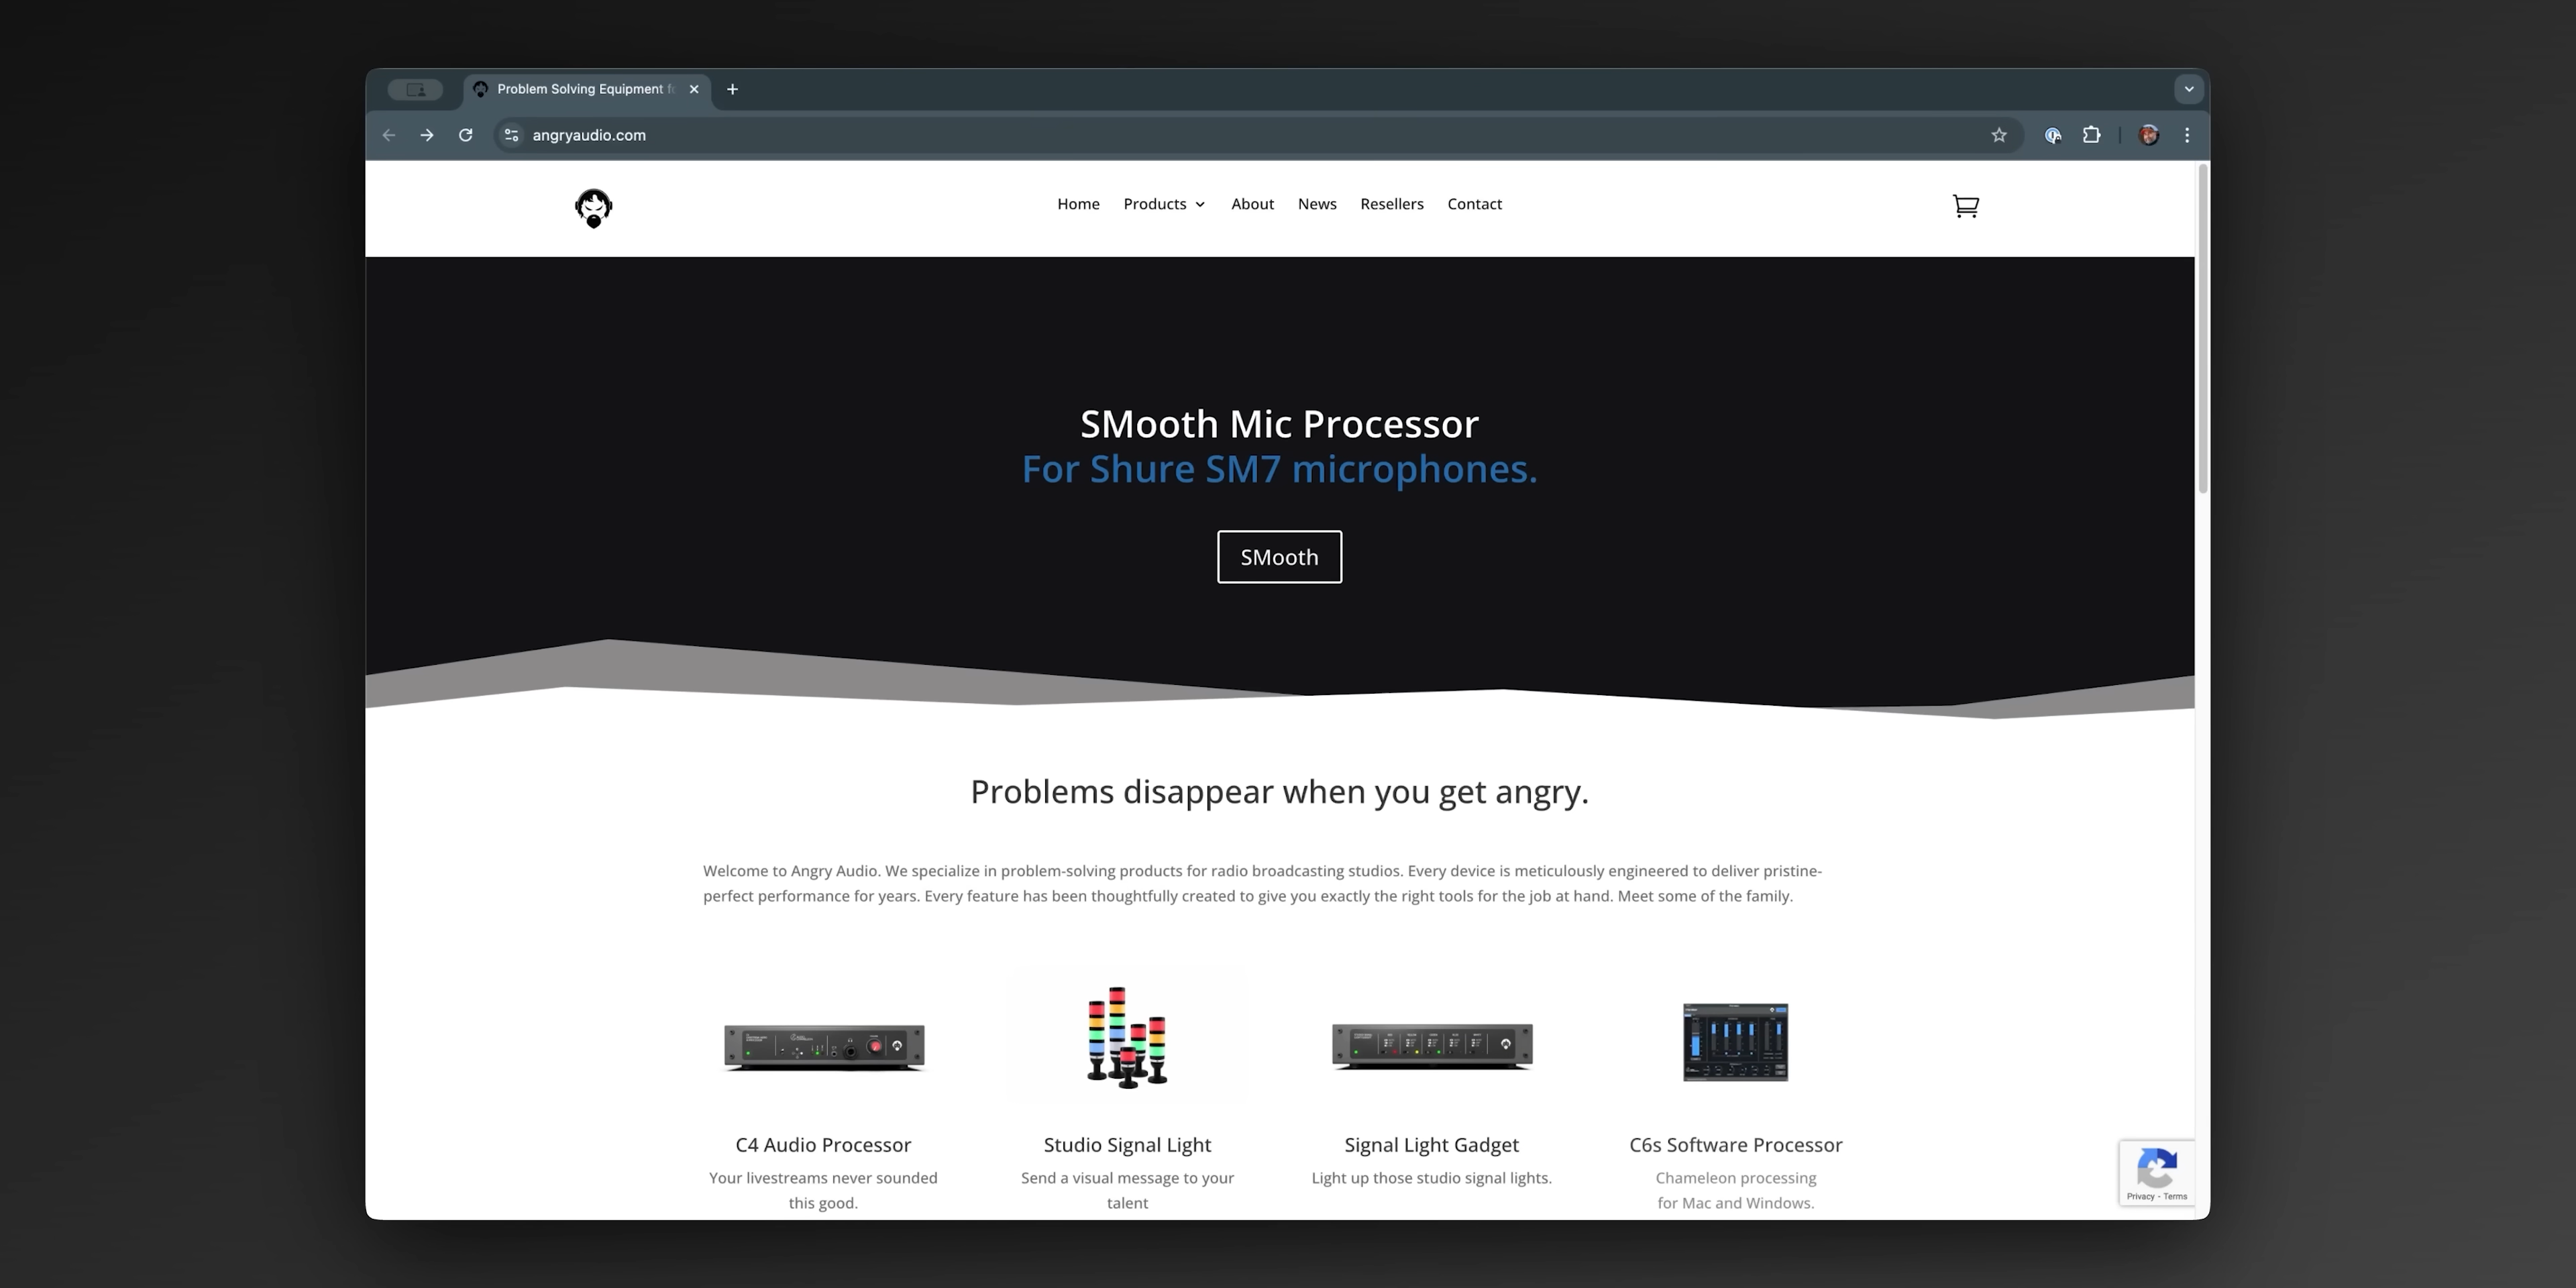 Problem Solving Equipment fo
angryaudio.com
Home Products About News Resellers Contact
SMooth Mic Processor
For Shure SM7 microphones.
SMooth
Problems disappear when you get angry.
Welcome to Angry Audio. We specialize in problem-solving products for radio broadcasting studios. Every device is meticulously engineered to deliver pristine-
perfect performance for years. Every feature has been thoughtfully created to give you exactly the right tools for the job at hand. Meet some of the family.
C4 Audio Processor
Your livestreams never sounded
this good.
Studio Signal Light
Send a visual message to your
talent
Signal Light Gadget
Light up those studio signal lights.
C6s Software Processor
Chameleon processing
for Mac and Windows.
Privacy - Terms